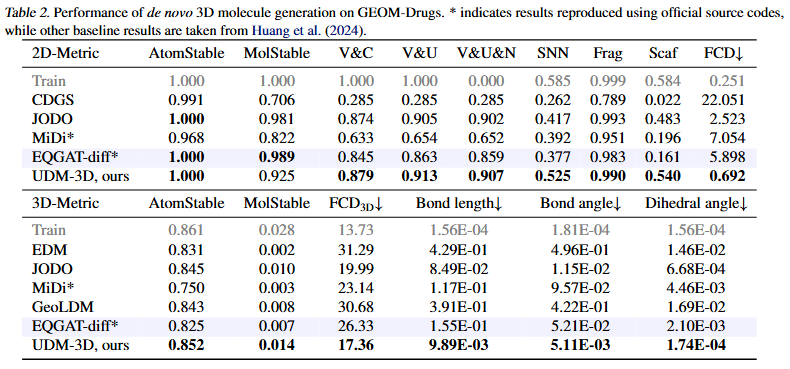 Table 2. Performance of de novo 3D molecule generation on GEOM-Drugs. * indicates results reproduced using official source codes,
while other baseline results are taken from Huang et al. (2024).
2D-Metric AtomStable MolStable V&C V&U V&U&N SNN Frag Scaf FCD↓
Train 1.000 1.000 1.000 1.000 0.000 0.585 0.999 0.584 0.251
CDGS 0.991 0.706 0.285 0.285 0.285 0.262 0.789 0.022 22.051
JODO 1.000 0.981 0.874 0.905 0.902 0.417 0.993 0.483 2.523
MiDi* 0.968 0.822 0.633 0.654 0.652 0.392 0.951 0.196 7.054
EQGAT-diff* 1.000 0.989 0.845 0.863 0.859 0.377 0.983 0.161 5.898
UDM-3D, ours 1.000 0.925 0.879 0.913 0.907 0.525 0.990 0.540 0.692
3D-Metric AtomStable MolStable FCD3D↓ Bond length↓ Bond angle↓ Dihedral angle↓
Train 0.861 0.028 13.73 1.56E-04 1.81E-04 1.56E-04
EDM 0.831 0.002 31.29 4.29E-01 4.96E-01 1.46E-02
JODO 0.845 0.010 19.99 8.49E-02 1.15E-02 6.68E-04
MiDi* 0.750 0.003 23.14 1.17E-01 9.57E-02 4.46E-03
GeoLDM 0.843 0.008 30.68 3.91E-01 4.22E-01 1.69E-02
EQGAT-diff* 0.825 0.007 26.33 1.55E-01 5.21E-02 2.10E-03
UDM-3D, ours 0.852 0.014 17.36 9.89E-03 5.11E-03 1.74E-04